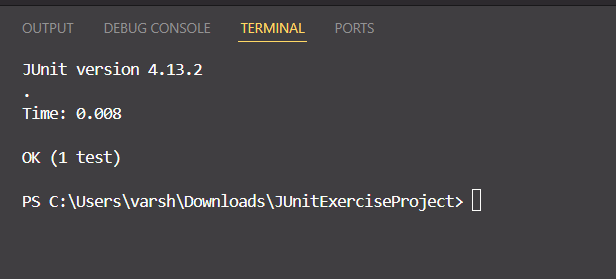 OUTPUT DEBUG CONSOLE TERMINAL PORTS
JUnit version 4.13.2
.
Time: 0.008
OK (1 test)
PS C:\Users\varsh\Downloads\JUnitExerciseProject>